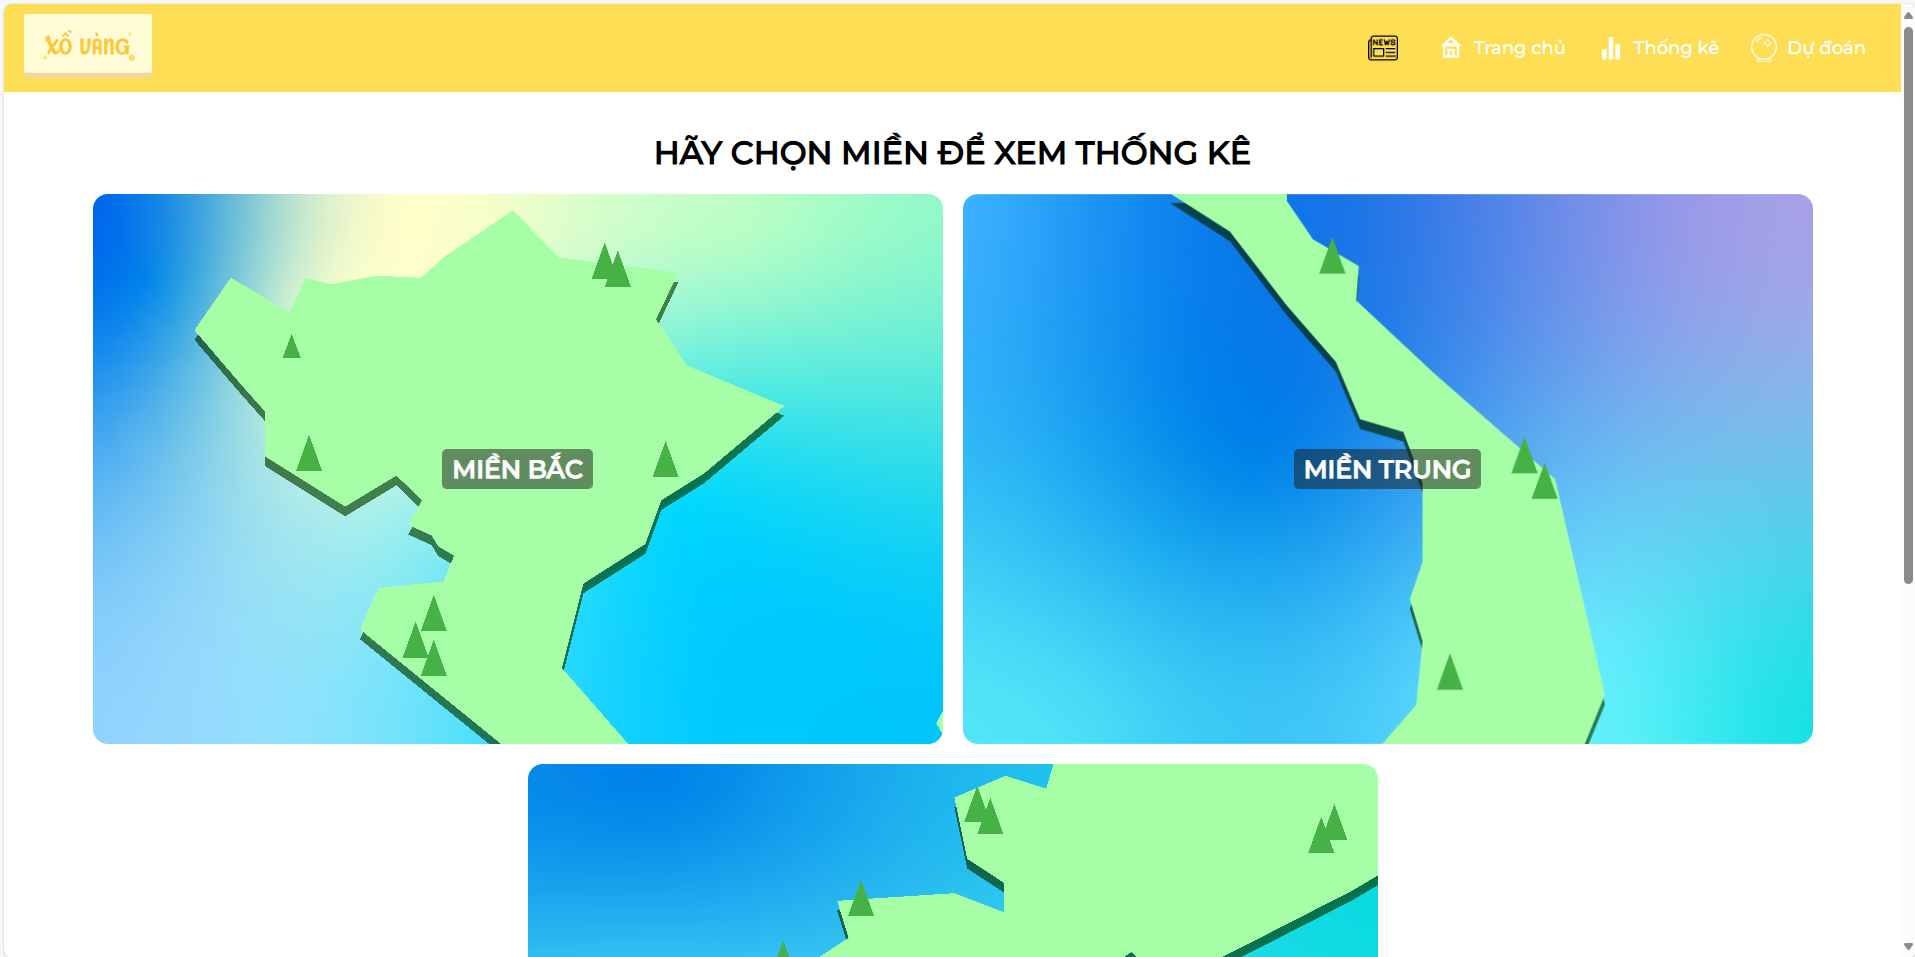 XỔ VÀNG
NEWS
Trang chủ
Thống kê
Dự đoán
HÃY CHỌN MIỀN ĐỂ XEM THỐNG KÊ
MIỀN BẮC
MIỀN TRUNG